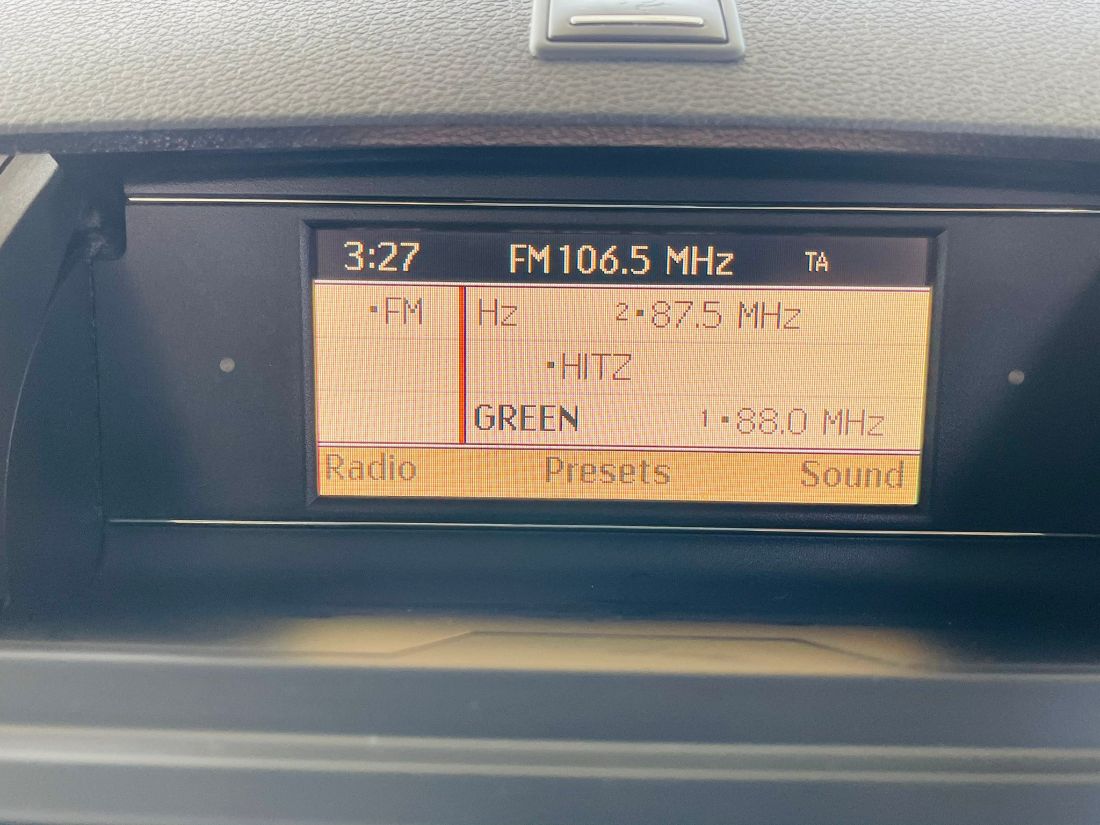 3:27 FM 106.5 MHz TA
▪FM Hz 2▪87.5 MHz
▪HITZ
GREEN 1▪88.0 MHz
Radio Presets Sound